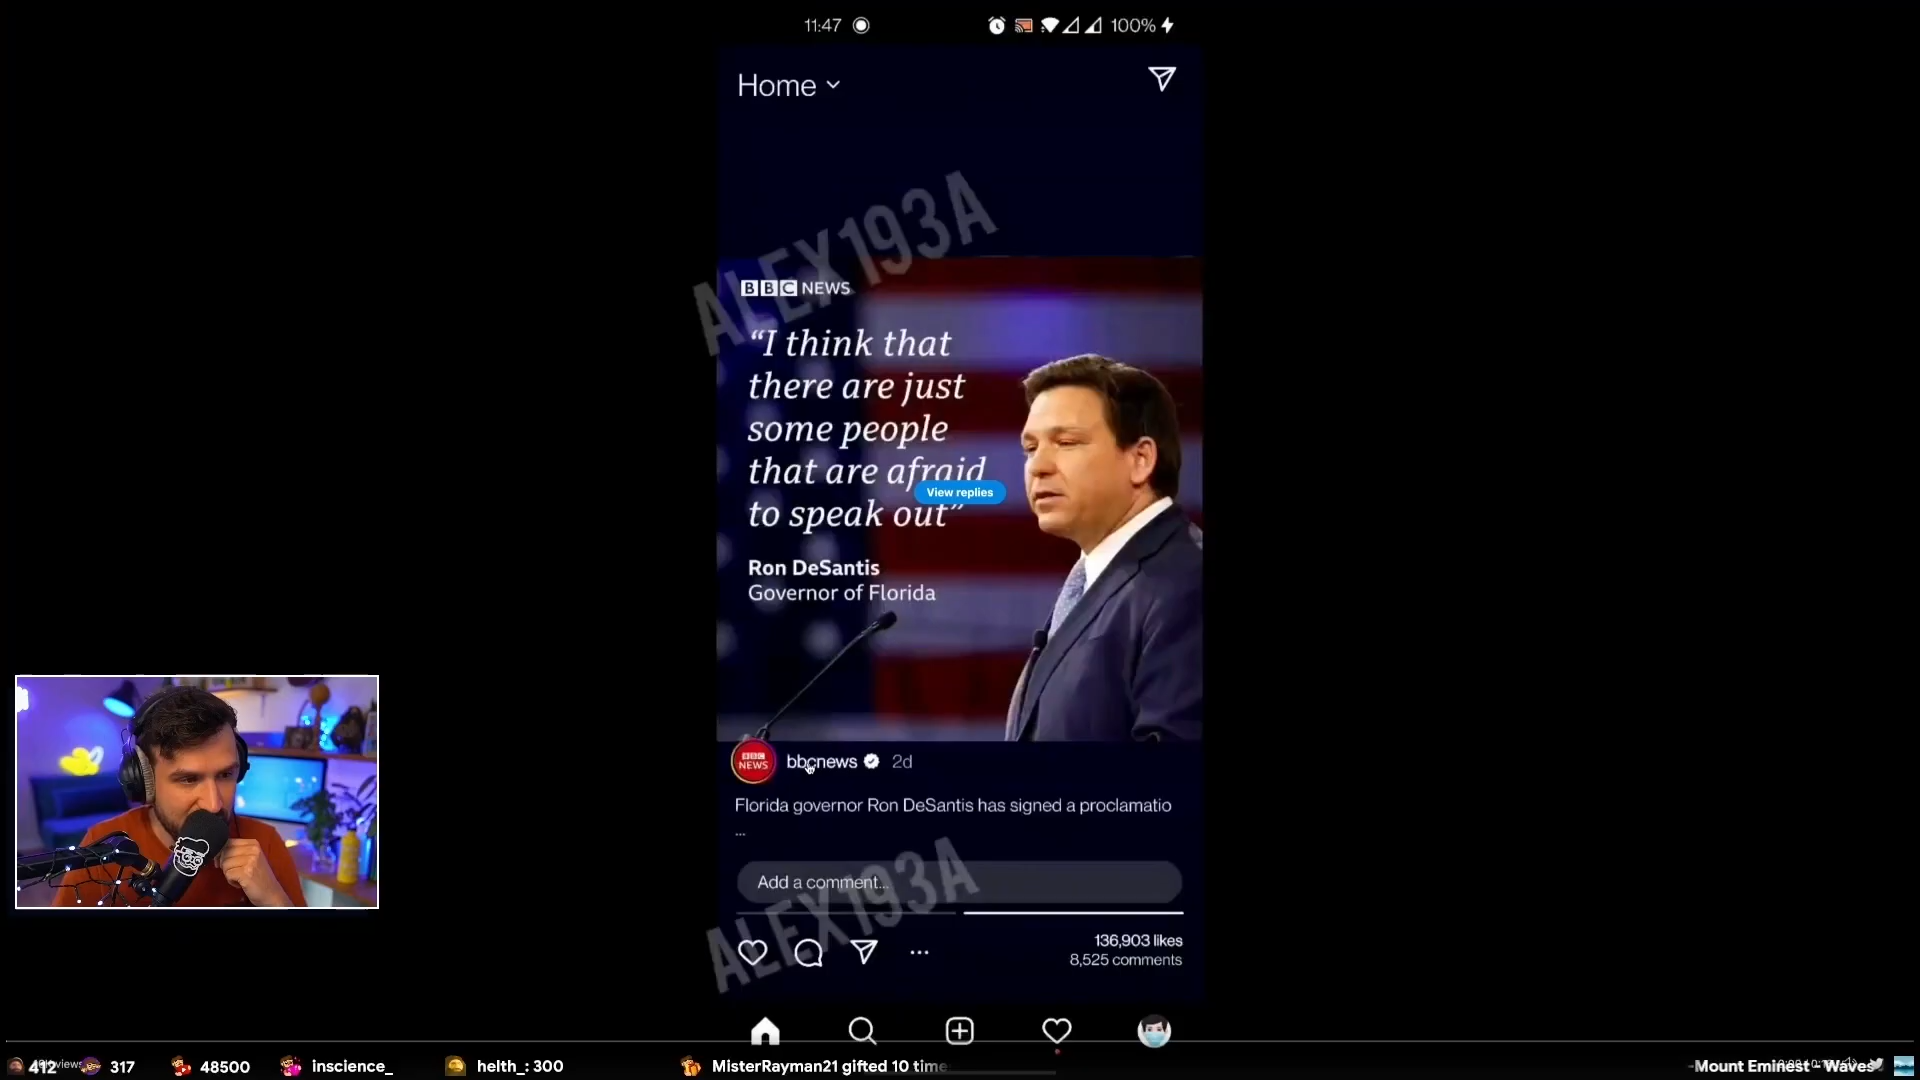 11:47
100%
Home
ALEX193A
BBC NEWS
“I think that
there are just
some people
that are afraid
View replies
to speak out”
Ron DeSantis
Governor of Florida
BBC
NEWS
bbcnews 2d
Florida governor Ron DeSantis has signed a proclamatio
...
Add a comment...
ALEX193A
136,903 likes
8,525 comments
412
views
317
48500
inscience_
helth_: 300
MisterRayman21 gifted 10 time
-Mount Eminest - Waves